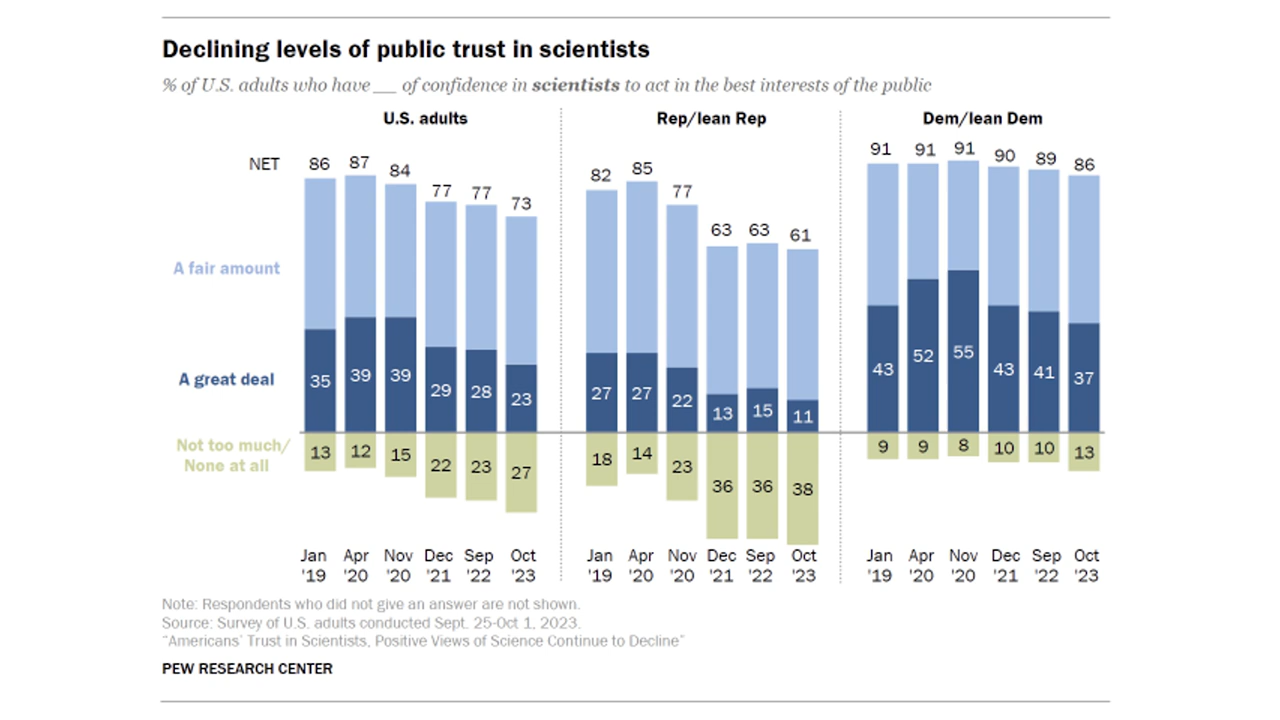 Declining levels of public trust in scientists
% of U.S. adults who have __ of confidence in scientists to act in the best interests of the public
U.S. adults Rep/lean Rep Dem/lean Dem
NET 86 87 84 77 77 73 82 85 77 63 63 61 91 91 91 90 89 86
A fair amount
A great deal 35 39 39 29 28 23 27 27 22 13 15 11 43 52 55 43 41 37
Not too much/
None at all 13 12 15 22 23 27 18 14 23 36 36 38 9 9 8 10 10 13
Jan Apr Nov Dec Sep Oct Jan Apr Nov Dec Sep Oct Jan Apr Nov Dec Sep Oct
'19 '20 '20 '21 '22 '23 '19 '20 '20 '21 '22 '23 '19 '20 '20 '21 '22 '23
Note: Respondents who did not give an answer are not shown.
Source: Survey of U.S. adults conducted Sept. 25-Oct 1, 2023.
“Americans’ Trust in Scientists, Positive Views of Science Continue to Decline”
PEW RESEARCH CENTER